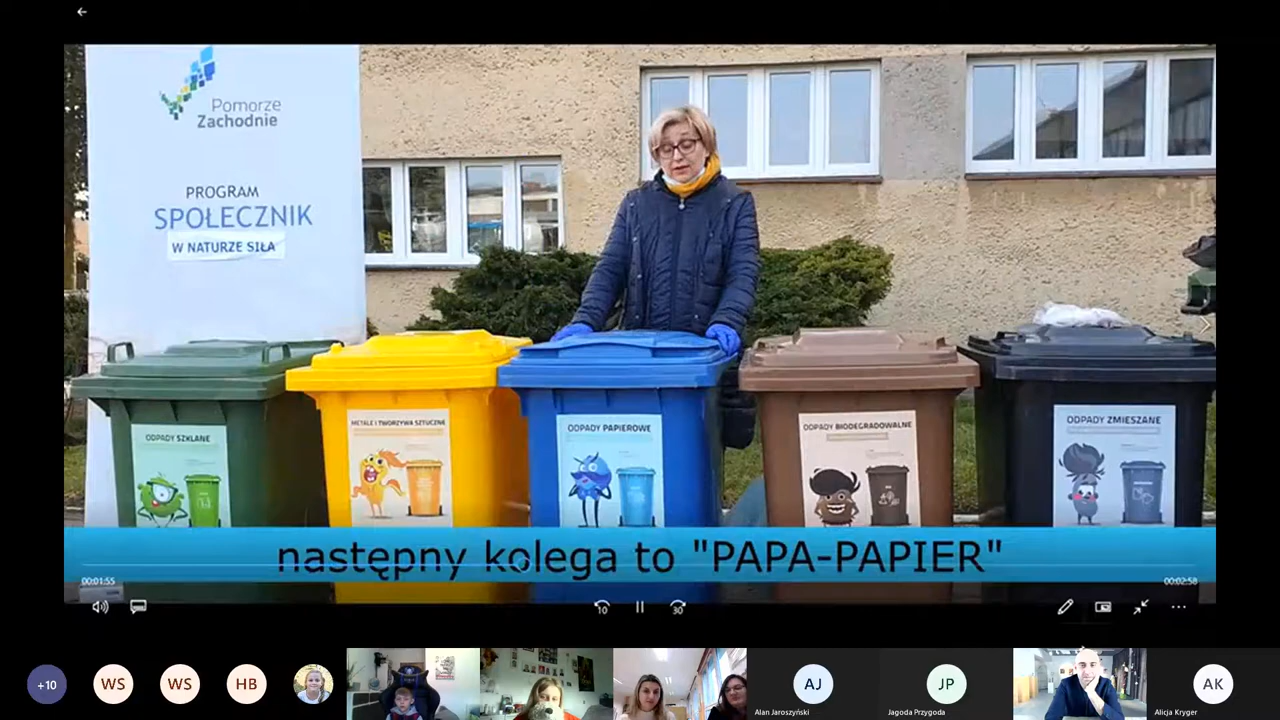 Pomorze
Zachodnie
PROGRAM
SPOŁECZNIK
W NATURZE SIŁA
ODPADY SZKLANE
METALE I TWORZYWA SZTUCZNE
ODPADY PAPIEROWE
ODPADY BIODEGRADOWALNE
ODPADY ZMIESZANE
następny kolega to "PAPA-PAPIER"
00:01:55
00:02:58
10
30
+10
WS
WS
HB
AJ
Alan Jaroszyński
JP
Jagoda Przygoda
AK
Alicja Kryger